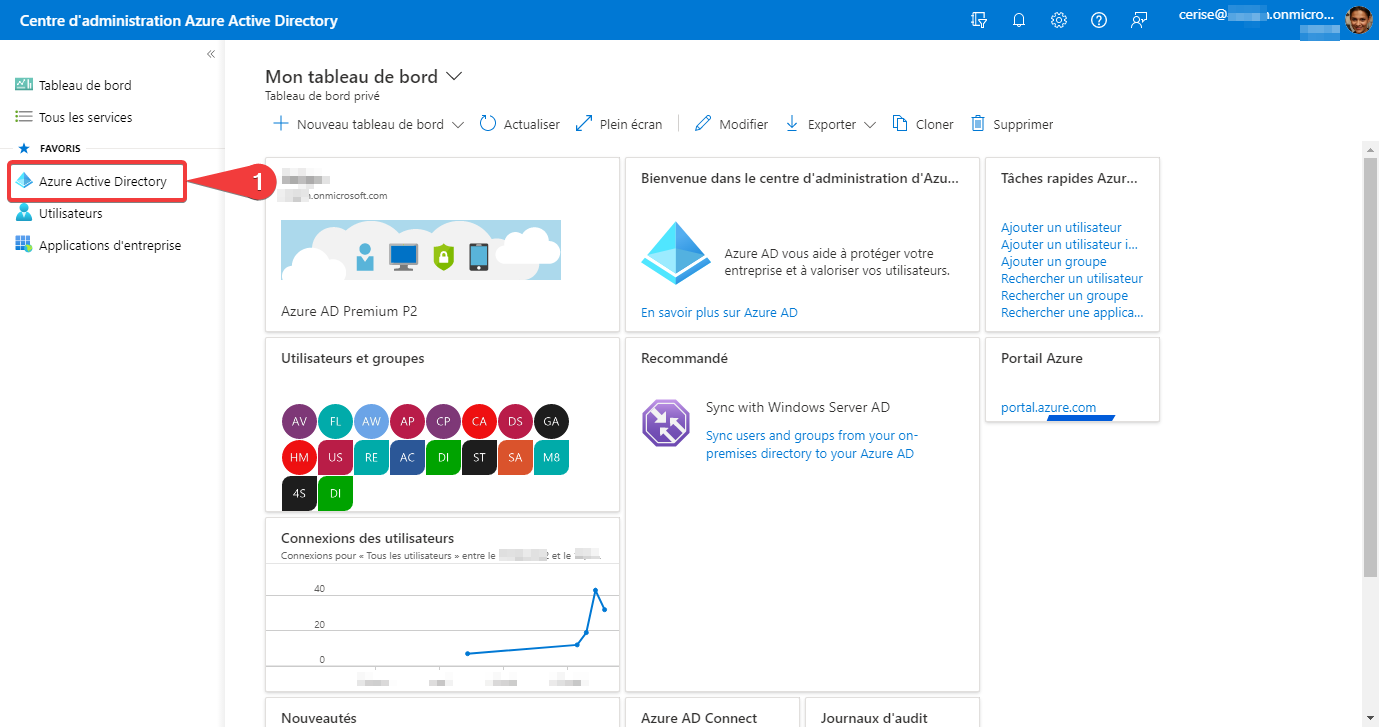 Centre d'administration Azure Active Directory
cerise@ .onmicro...
Tableau de bord
Tous les services
FAVORIS
Azure Active Directory
1
Utilisateurs
Applications d'entreprise
Mon tableau de bord
Tableau de bord privé
Nouveau tableau de bord
Actualiser
Plein écran
Modifier
Exporter
Cloner
Supprimer
.onmicrosoft.com
Azure AD Premium P2
Bienvenue dans le centre d'administration d'Azu...
Azure AD vous aide à protéger votre
entreprise et à valoriser vos utilisateurs.
En savoir plus sur Azure AD
Tâches rapides Azur...
Ajouter un utilisateur
Ajouter un utilisateur i...
Ajouter un groupe
Rechercher un utilisateur
Rechercher un groupe
Rechercher une applica...
Utilisateurs et groupes
AV FL AW AP CP CA DS GA
HM US RE AC DI ST SA M8
4S DI
Recommandé
Sync with Windows Server AD
Sync users and groups from your on-
premises directory to your Azure AD
Portail Azure
portal.azure.com
Connexions des utilisateurs
Connexions pour « Tous les utilisateurs » entre le et le .
40
20
0
Nouveautés
Azure AD Connect
Journaux d'audit